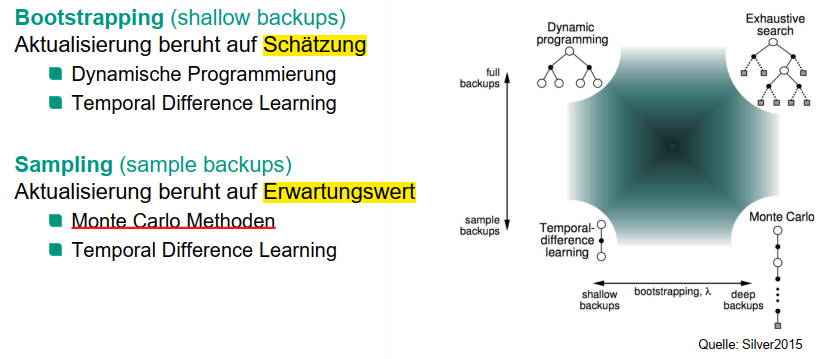 Bootstrapping (shallow backups)
Aktualisierung beruht auf Schätzung
Dynamische Programmierung
Temporal Difference Learning
Sampling (sample backups)
Aktualisierung beruht auf Erwartungswert
Monte Carlo Methoden
Temporal Difference Learning
Dynamic
programming
Exhaustive
search
full
backups
sample
backups
Temporal-
difference
learning
Monte Carlo
shallow
backups
bootstrapping, λ
deep
backups
Quelle: Silver2015